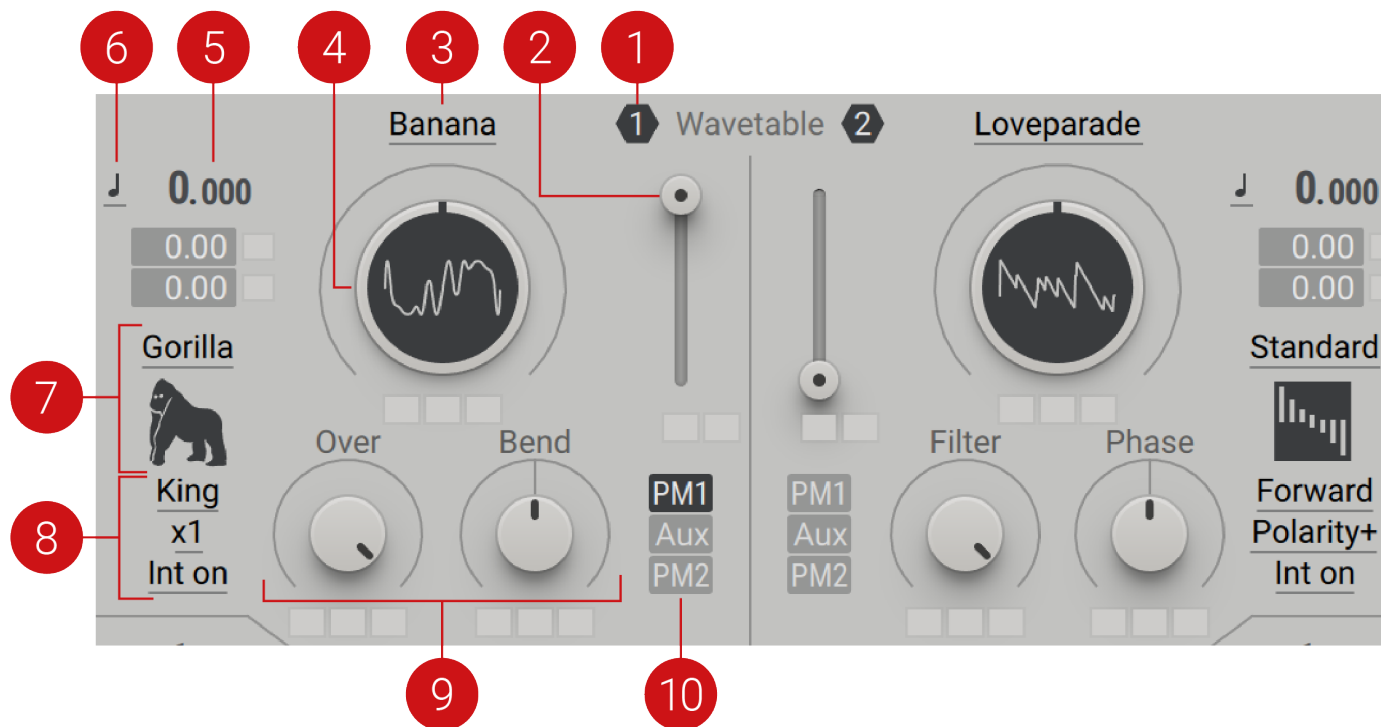 6 5 4 3 2 1
Banana 1 Wavetable 2 Loveparade
♩ 0.000 ♩ 0.000
0.00 0.00
0.00 0.00
Gorilla Standard
7
Over Bend Filter Phase
King PM1 PM1 Forward
8 x1 Aux Aux Polarity+
Int on PM2 PM2 Int on
9 10